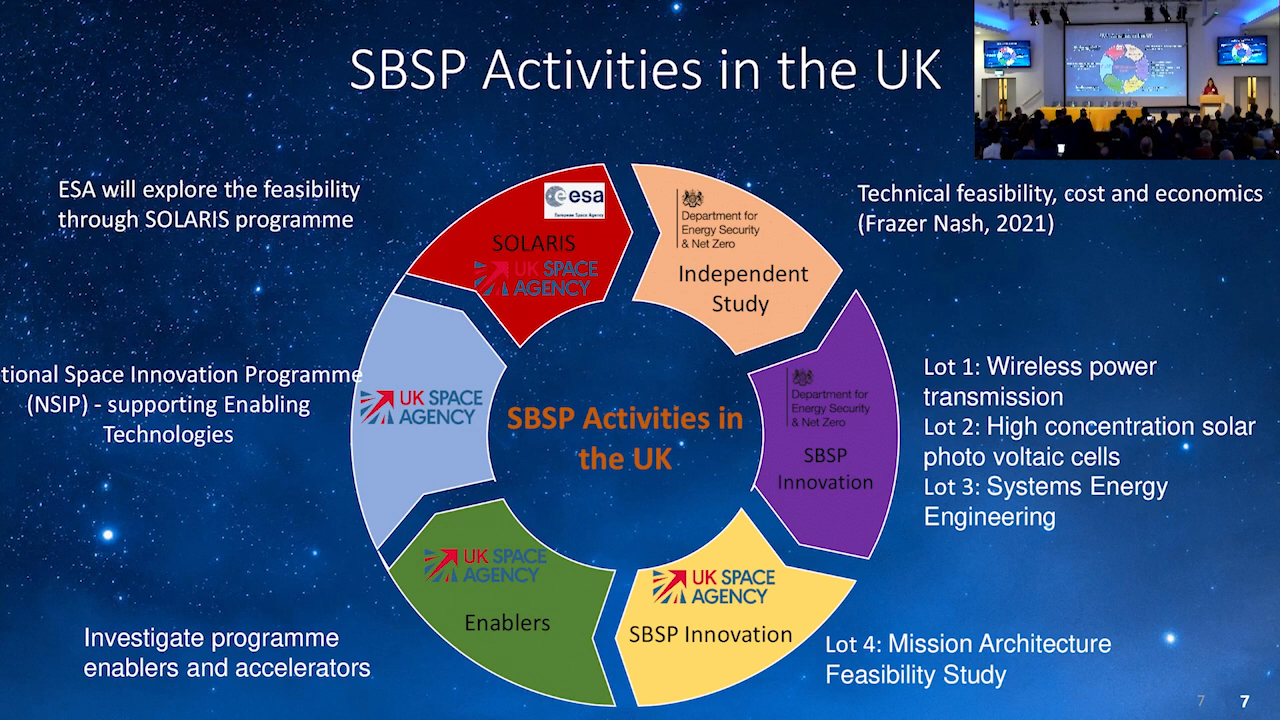 SBSP Activities in the UK
ESA will explore the feasibility
through SOLARIS programme
esa
European Space Agency
SOLARIS
UK SPACE
AGENCY
Department for
Energy Security
& Net Zero
Independent
Study
Technical feasibility, cost and economics
(Frazer Nash, 2021)
tional Space Innovation Programme
(NSIP) - supporting Enabling
Technologies
UK SPACE
AGENCY
SBSP Activities in
the UK
Department for
Energy Security
& Net Zero
SBSP
Innovation
Lot 1: Wireless power
transmission
Lot 2: High concentration solar
photo voltaic cells
Lot 3: Systems Energy
Engineering
UK SPACE
AGENCY
Enablers
Investigate programme
enablers and accelerators
UK SPACE
AGENCY
SBSP Innovation
Lot 4: Mission Architecture
Feasibility Study
7
7